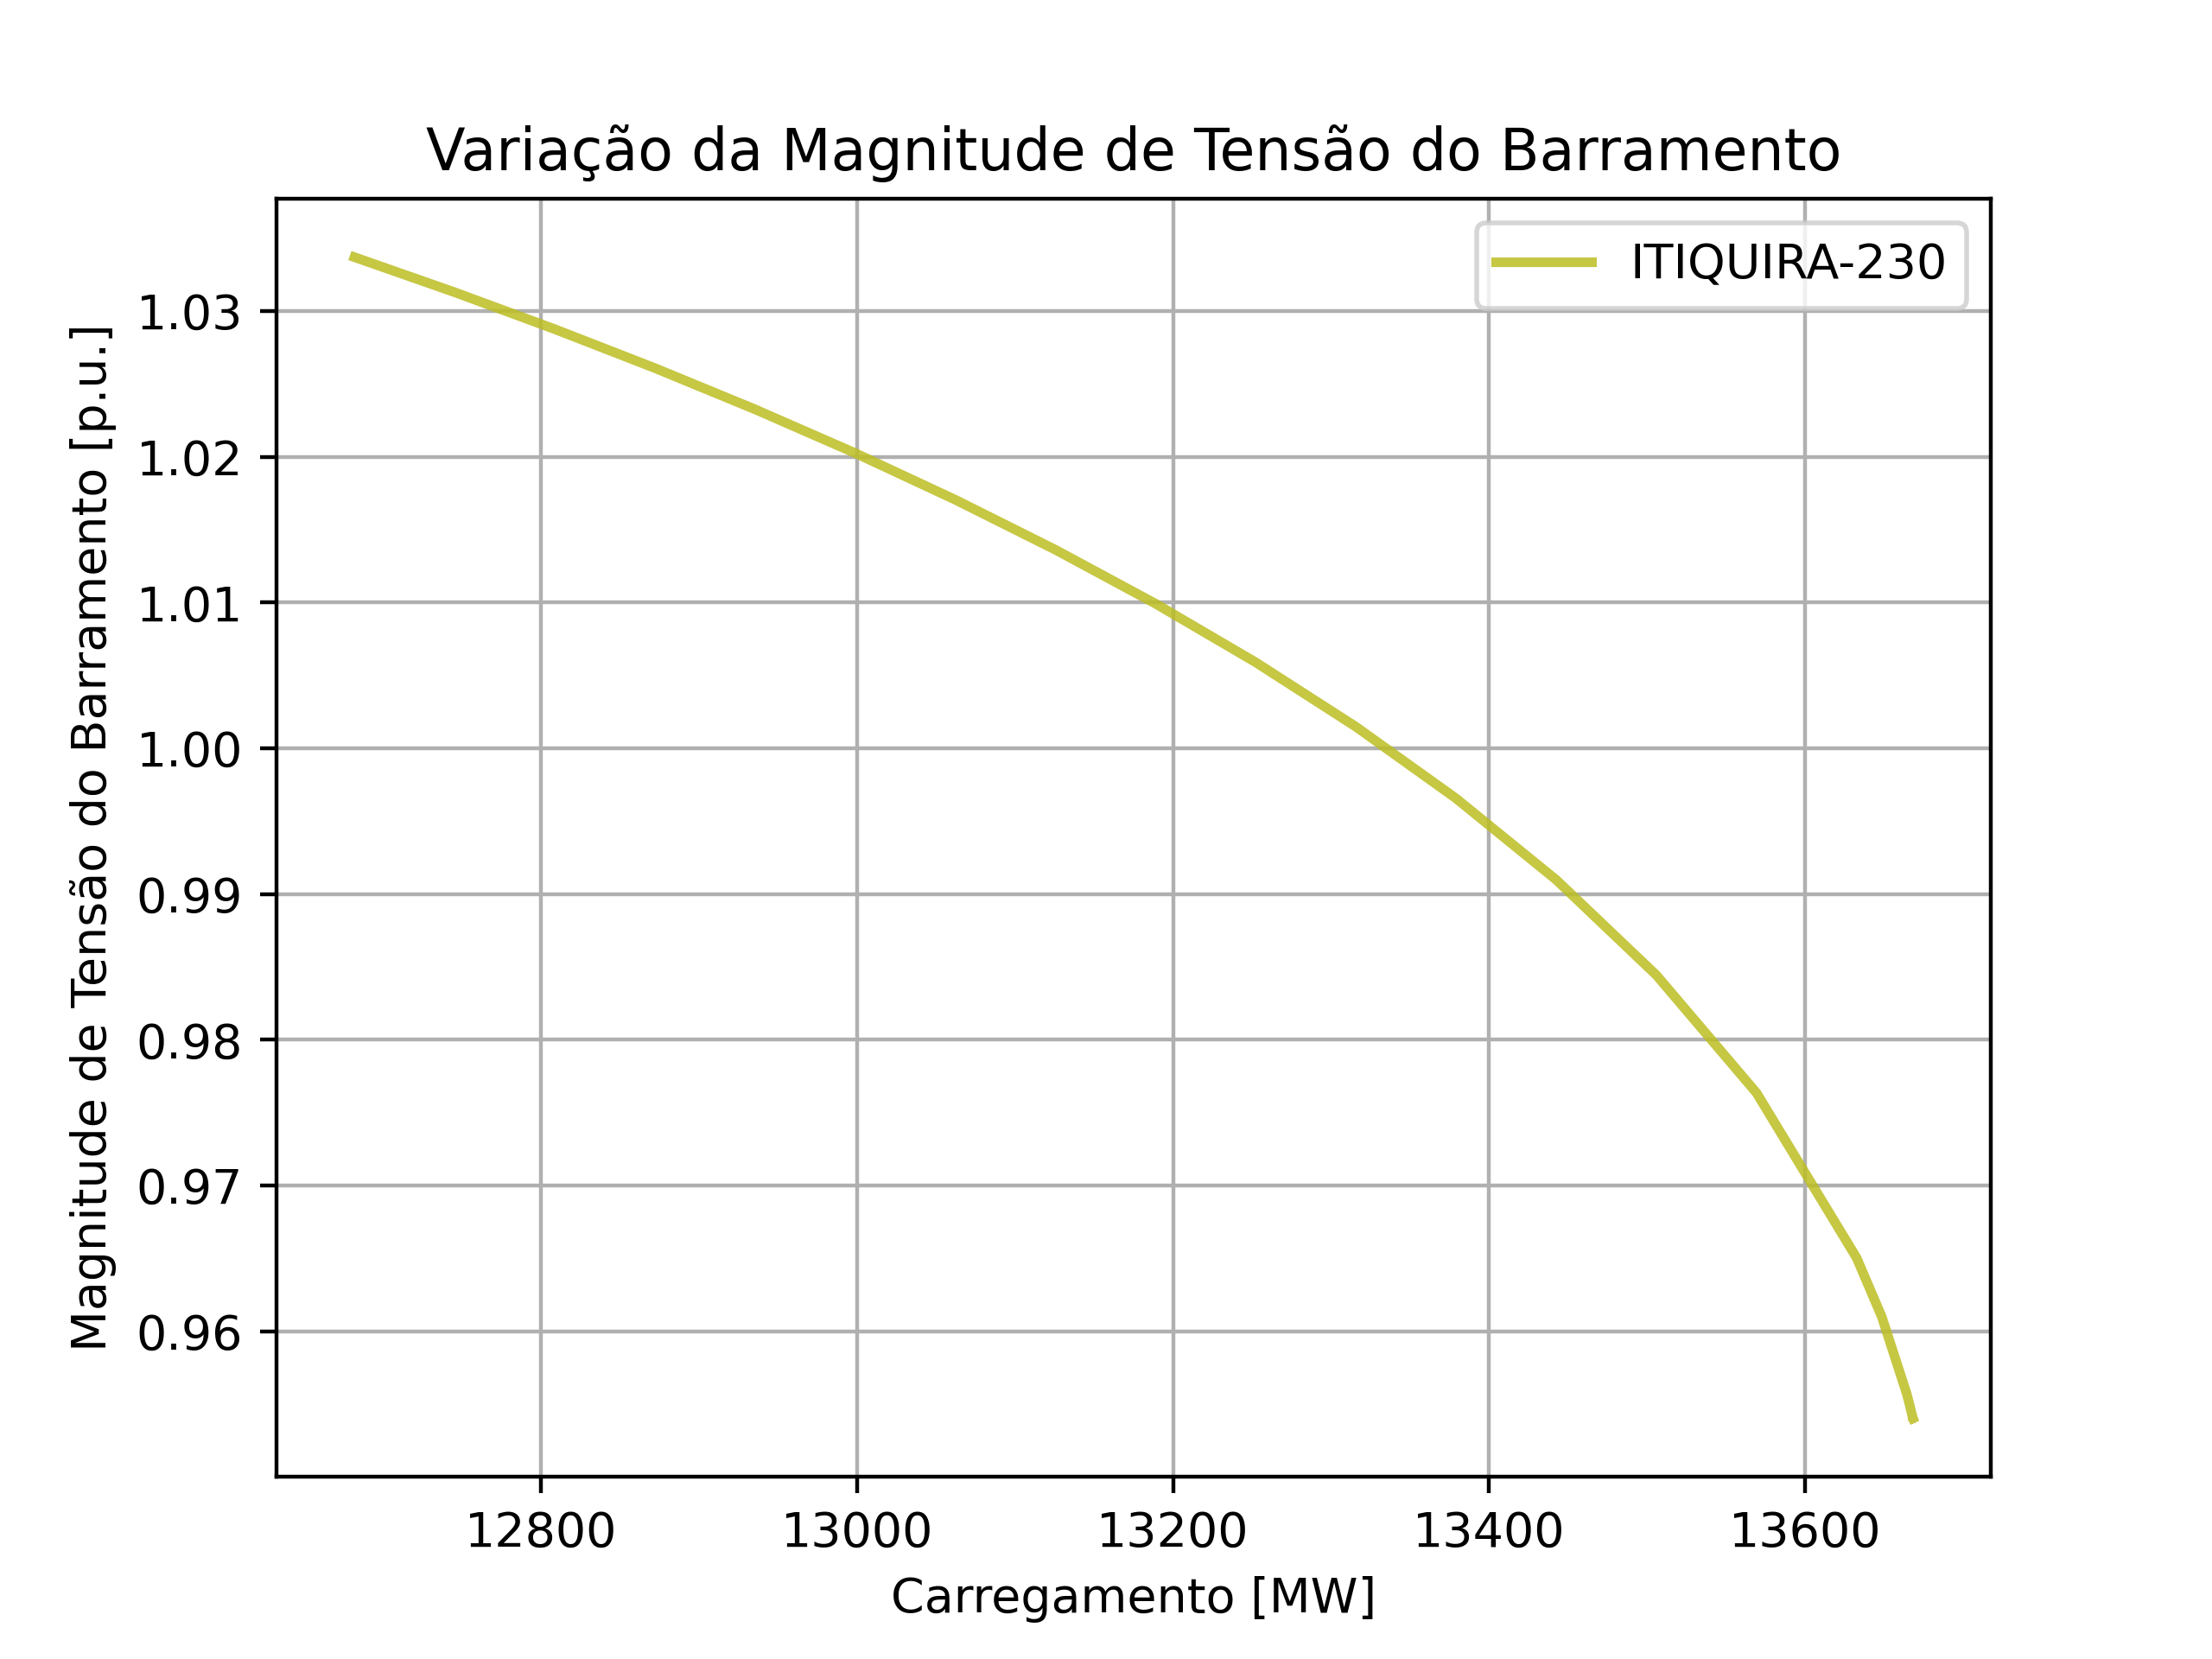 Variação da Magnitude de Tensão do Barramento
ITIQUIRA-230
Magnitude de Tensão do Barramento [p.u.]
1.03
1.02
1.01
1.00
0.99
0.98
0.97
0.96
12800 13000 13200 13400 13600
Carregamento [MW]